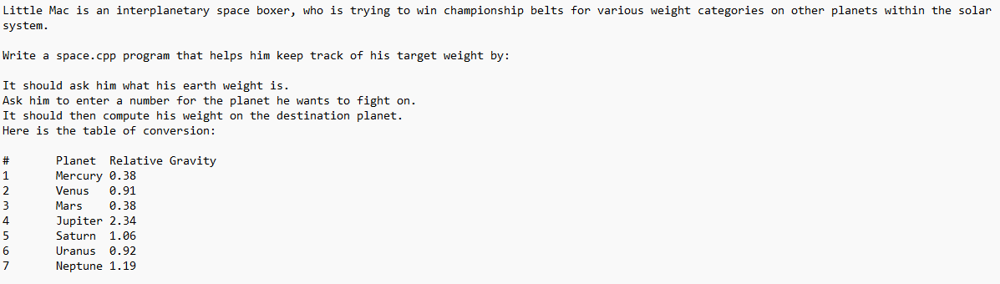 Little Mac is an interplanetary space boxer, who is trying to win championship belts for various weight categories on other planets within the solar
system.
Write a space.cpp program that helps him keep track of his target weight by:
It should ask him what his earth weight is.
Ask him to enter a number for the planet he wants to fight on.
It should then compute his weight on the destination planet.
Here is the table of conversion:
# Planet Relative Gravity
1 Mercury 0.38
2 Venus 0.91
3 Mars 0.38
4 Jupiter 2.34
5 Saturn 1.06
6 Uranus 0.92
7 Neptune 1.19